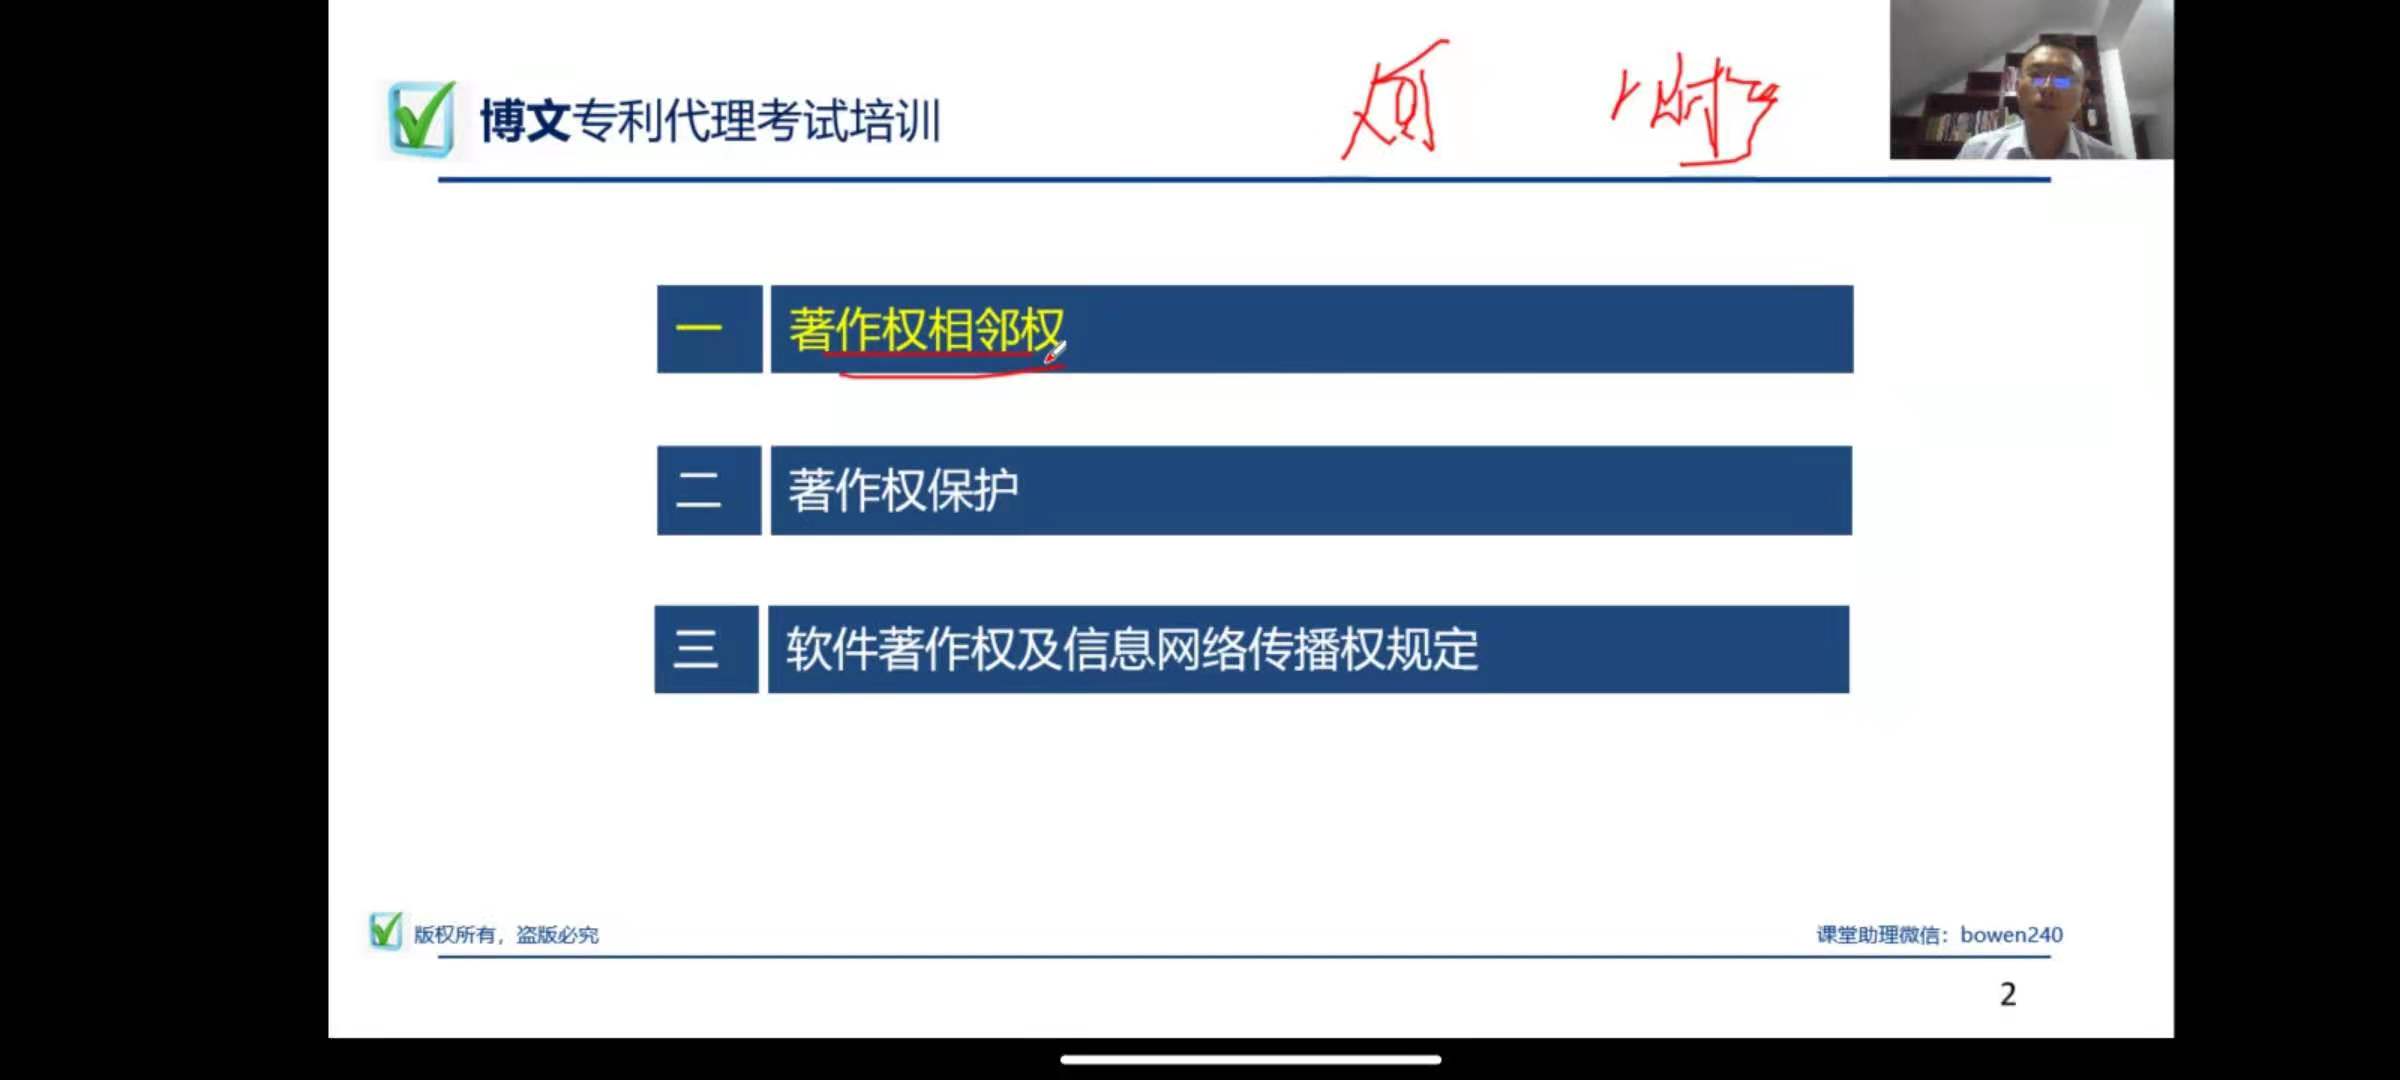 博文专利代理考试培训
一 著作权相邻权
二 著作权保护
三 软件著作权及信息网络传播权规定
版权所有，盗版必究
课堂助理微信：bowen240
2